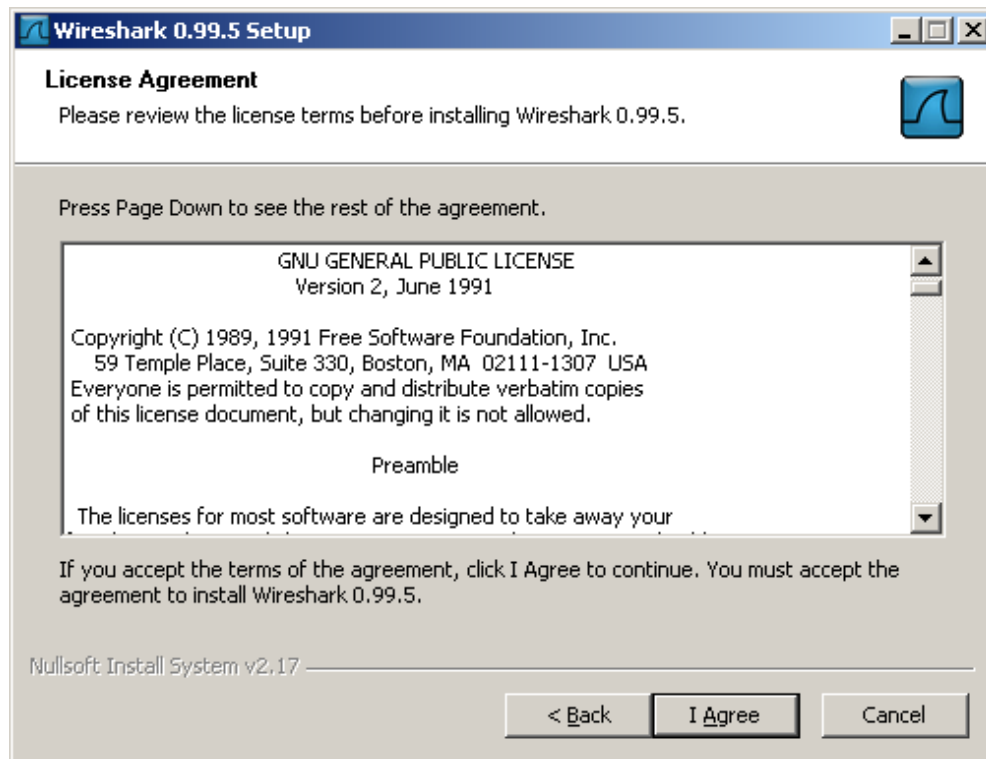 Wireshark 0.99.5 Setup
License Agreement
Please review the license terms before installing Wireshark 0.99.5.
Press Page Down to see the rest of the agreement.
GNU GENERAL PUBLIC LICENSE
Version 2, June 1991
Copyright (C) 1989, 1991 Free Software Foundation, Inc.
59 Temple Place, Suite 330, Boston, MA 02111-1307 USA
Everyone is permitted to copy and distribute verbatim copies
of this license document, but changing it is not allowed.
Preamble
The licenses for most software are designed to take away your
If you accept the terms of the agreement, click I Agree to continue. You must accept the
agreement to install Wireshark 0.99.5.
Nullsoft Install System v2.17
< Back
I Agree
Cancel